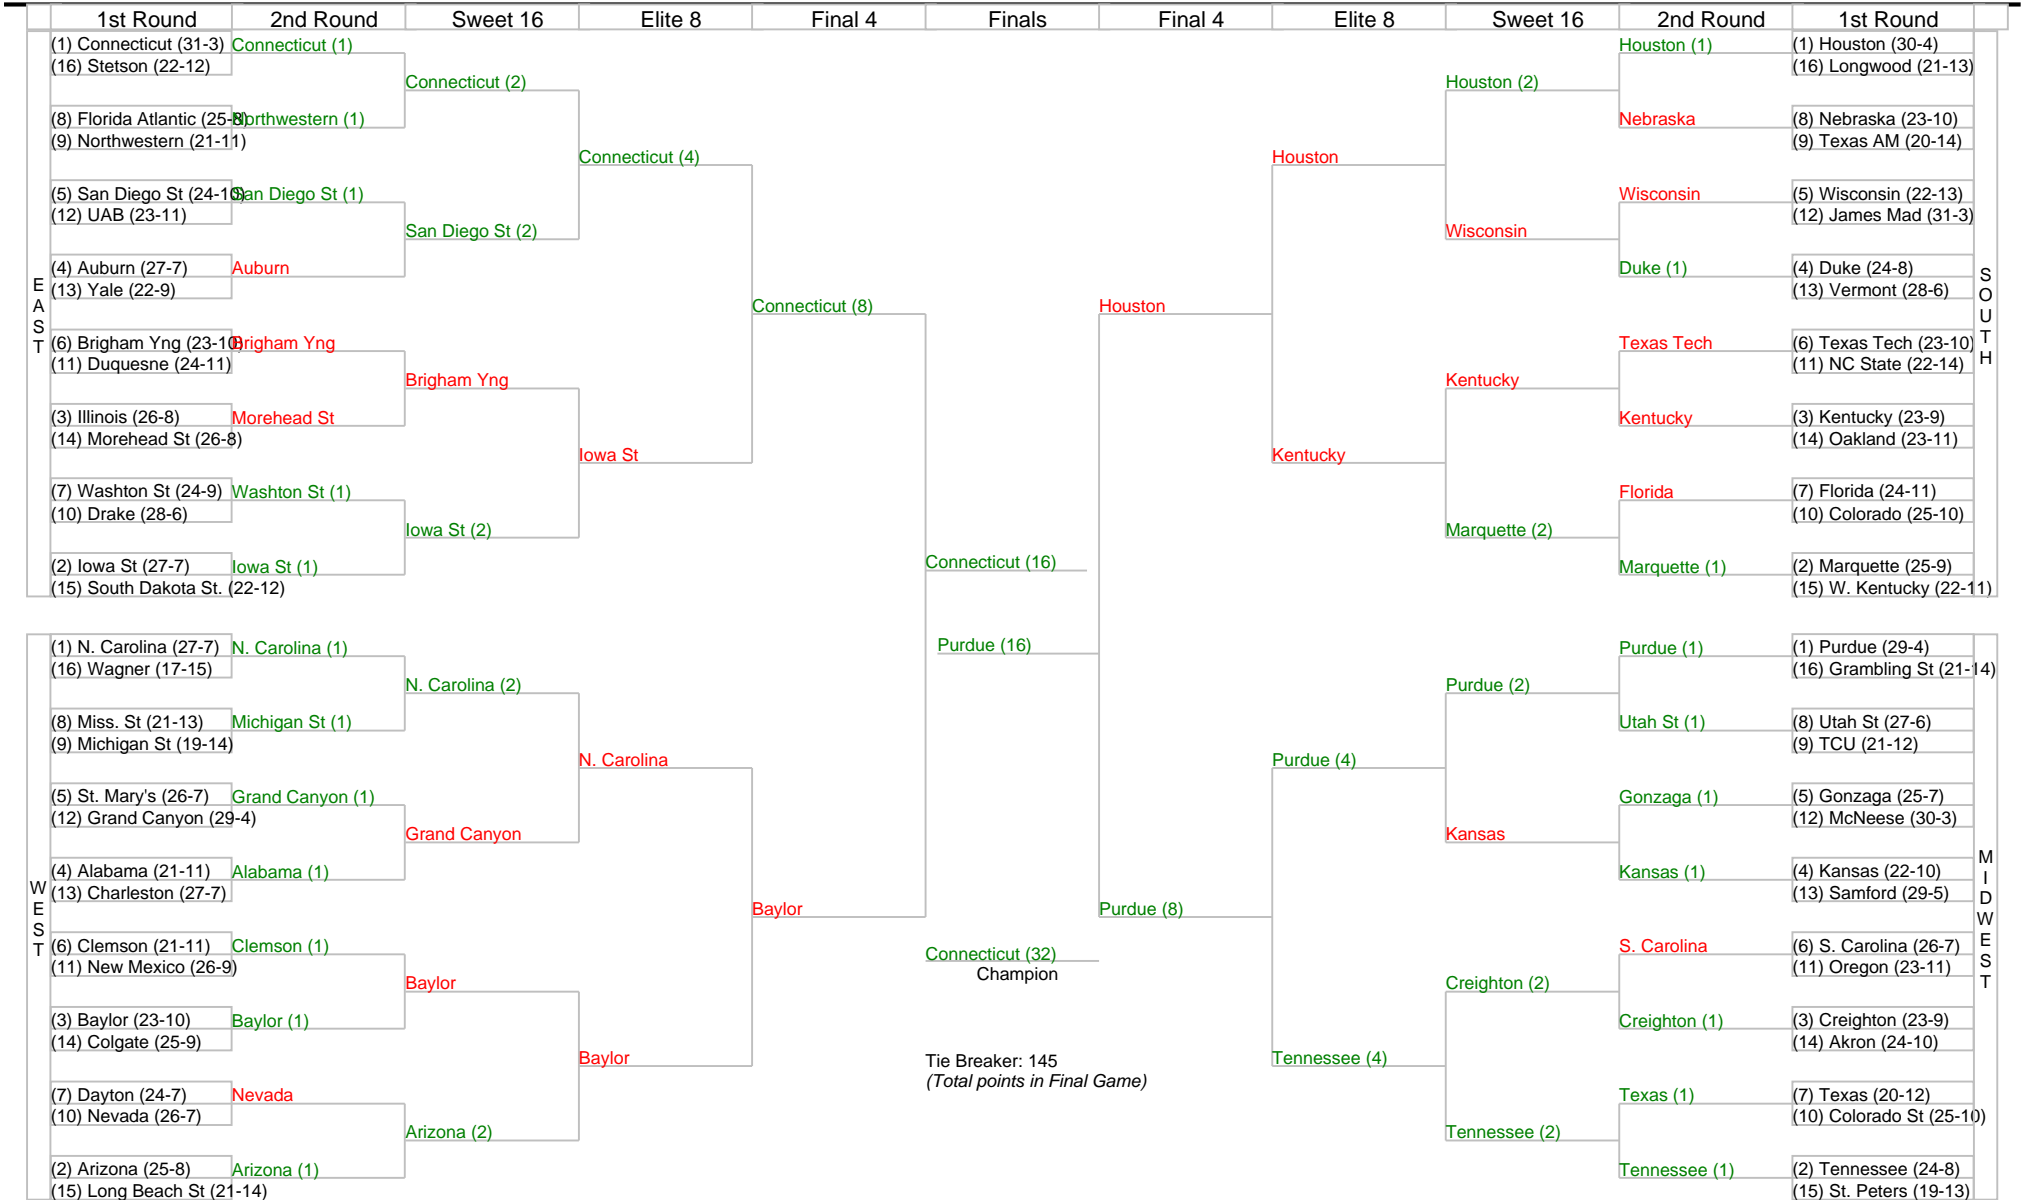 1st Round 2nd Round Sweet 16 Elite 8 Final 4 Finals Final 4 Elite 8 Sweet 16 2nd Round 1st Round
EAST
(1) Connecticut (31-3)
(16) Stetson (22-12)
(8) Florida Atlantic (25-8)
(9) Northwestern (21-11)
(5) San Diego St (24-10)
(12) UAB (23-11)
(4) Auburn (27-7)
(13) Yale (22-9)
(6) Brigham Yng (23-10)
(11) Duquesne (24-11)
(3) Illinois (26-8)
(14) Morehead St (26-8)
(7) Washton St (24-9)
(10) Drake (28-6)
(2) Iowa St (27-7)
(15) South Dakota St. (22-12)
Connecticut (1)
Northwestern (1)
San Diego St (1)
Auburn
Brigham Yng
Morehead St
Washton St (1)
Iowa St (1)
Connecticut (2)
San Diego St (2)
Brigham Yng
Iowa St (2)
Connecticut (4)
Iowa St
Connecticut (8)
WEST
(1) N. Carolina (27-7)
(16) Wagner (17-15)
(8) Miss. St (21-13)
(9) Michigan St (19-14)
(5) St. Mary's (26-7)
(12) Grand Canyon (29-4)
(4) Alabama (21-11)
(13) Charleston (27-7)
(6) Clemson (21-11)
(11) New Mexico (26-9)
(3) Baylor (23-10)
(14) Colgate (25-9)
(7) Dayton (24-7)
(10) Nevada (26-7)
(2) Arizona (25-8)
(15) Long Beach St (21-14)
N. Carolina (1)
Michigan St (1)
Grand Canyon (1)
Alabama (1)
Clemson (1)
Baylor (1)
Nevada
Arizona (1)
N. Carolina (2)
Grand Canyon
Baylor
Arizona (2)
N. Carolina
Baylor
Baylor
Connecticut (16)
Purdue (16)
Connecticut (32)
Champion
Tie Breaker: 145
(Total points in Final Game)
Houston
Houston
Kentucky
Houston (2)
Wisconsin
Kentucky
Marquette (2)
Houston (1)
Nebraska
Wisconsin
Duke (1)
Texas Tech
Kentucky
Florida
Marquette (1)
(1) Houston (30-4)
(16) Longwood (21-13)
(8) Nebraska (23-10)
(9) Texas AM (20-14)
(5) Wisconsin (22-13)
(12) James Mad (31-3)
(4) Duke (24-8)
(13) Vermont (28-6)
(6) Texas Tech (23-10)
(11) NC State (22-14)
(3) Kentucky (23-9)
(14) Oakland (23-11)
(7) Florida (24-11)
(10) Colorado (25-10)
(2) Marquette (25-9)
(15) W. Kentucky (22-11)
SOUTH
Purdue (8)
Purdue (4)
Tennessee (4)
Purdue (2)
Kansas
Creighton (2)
Tennessee (2)
Purdue (1)
Utah St (1)
Gonzaga (1)
Kansas (1)
S. Carolina
Creighton (1)
Texas (1)
Tennessee (1)
(1) Purdue (29-4)
(16) Grambling St (21-14)
(8) Utah St (27-6)
(9) TCU (21-12)
(5) Gonzaga (25-7)
(12) McNeese (30-3)
(4) Kansas (22-10)
(13) Samford (29-5)
(6) S. Carolina (26-7)
(11) Oregon (23-11)
(3) Creighton (23-9)
(14) Akron (24-10)
(7) Texas (20-12)
(10) Colorado St (25-10)
(2) Tennessee (24-8)
(15) St. Peters (19-13)
MIDWEST